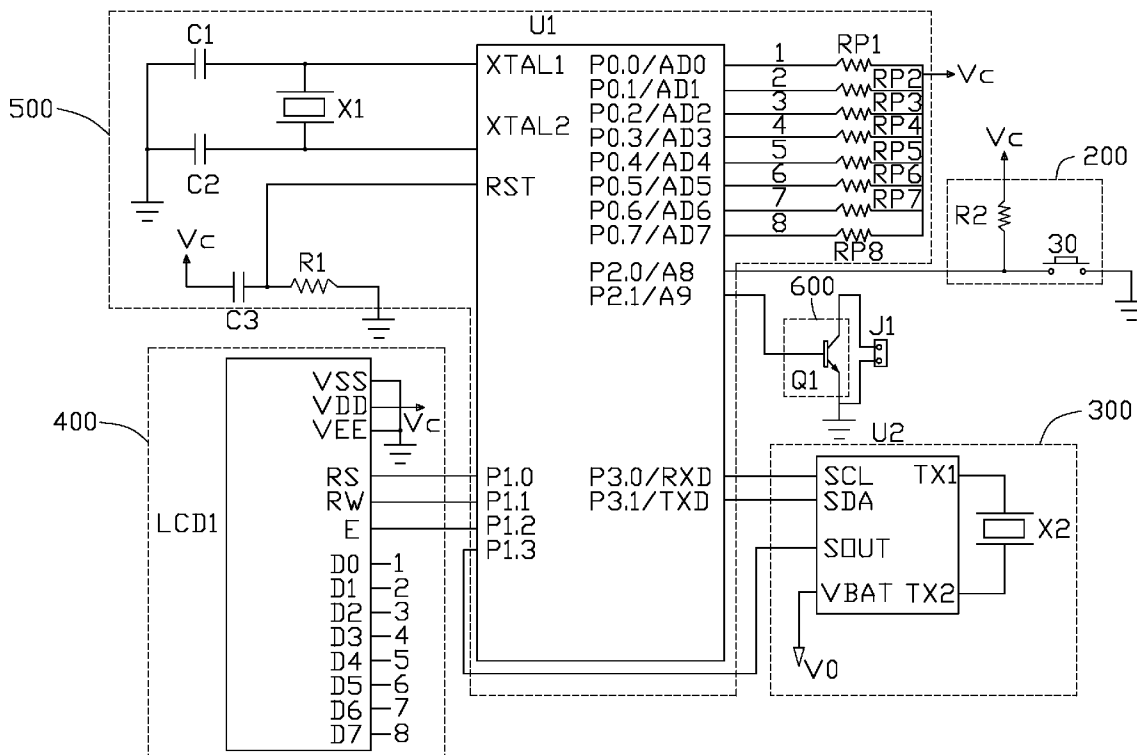 U1
C1
XTAL1
P0.0/AD0
1
RP1
Vc
500
X1
P0.1/AD1
2
RP2
P0.2/AD2
3
RP3
XTAL2
P0.3/AD3
4
RP4
C2
P0.4/AD4
5
RP5
Vc
200
RST
P0.5/AD5
6
RP6
P0.6/AD6
7
RP7
R2
Vc
P0.7/AD7
8
RP8
30
R1
P2.0/A8
C3
P2.1/A9
600
J1
Q1
400
VSS
VDD
Vc
VEE
U2
300
RS
P1.0
P3.0/RXD
SCL
TX1
RW
P1.1
P3.1/TXD
SDA
LCD1
E
P1.2
X2
P1.3
SOUT
D0 1
D1 2
VBAT
TX2
D2 3
D3 4
D4 5
V0
D5 6
D6 7
D7 8